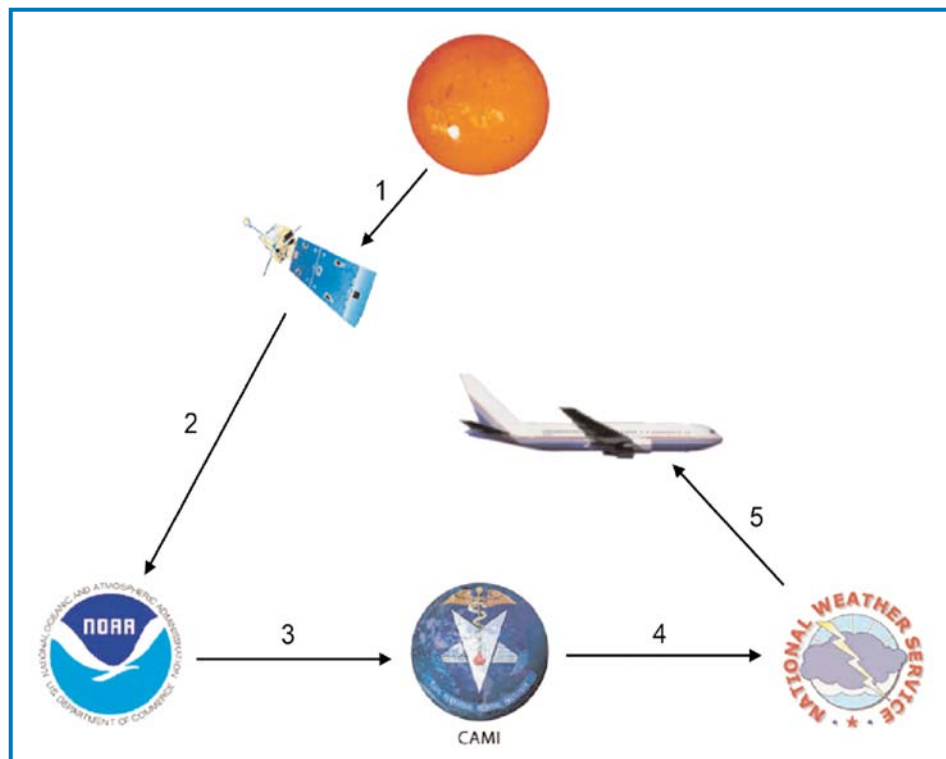 1
2
NATIONAL OCEANIC AND ATMOSPHERIC ADMINISTRATION
NOAA
U.S. DEPARTMENT OF COMMERCE
3
CAMI
4
NATIONAL WEATHER SERVICE
5